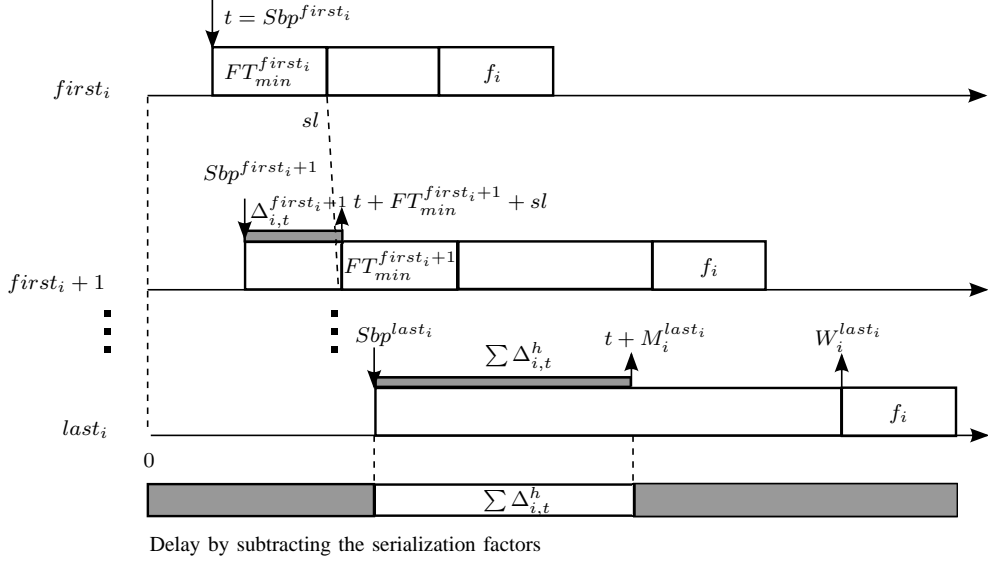 t = Sbp^{first_i}
FT_{min}^{first_i}
f_i
first_i
sl
Sbp^{first_i+1}
Δ_{i,t}^{first_i+1} t + FT_{min}^{first_i+1} + sl
FT_{min}^{first_i+1}
f_i
first_i + 1
Sbp^{last_i}
∑ Δ_{i,t}^h
t + M_i^{last_i}
W_i^{last_i}
f_i
last_i
0
∑ Δ_{i,t}^h
Delay by subtracting the serialization factors